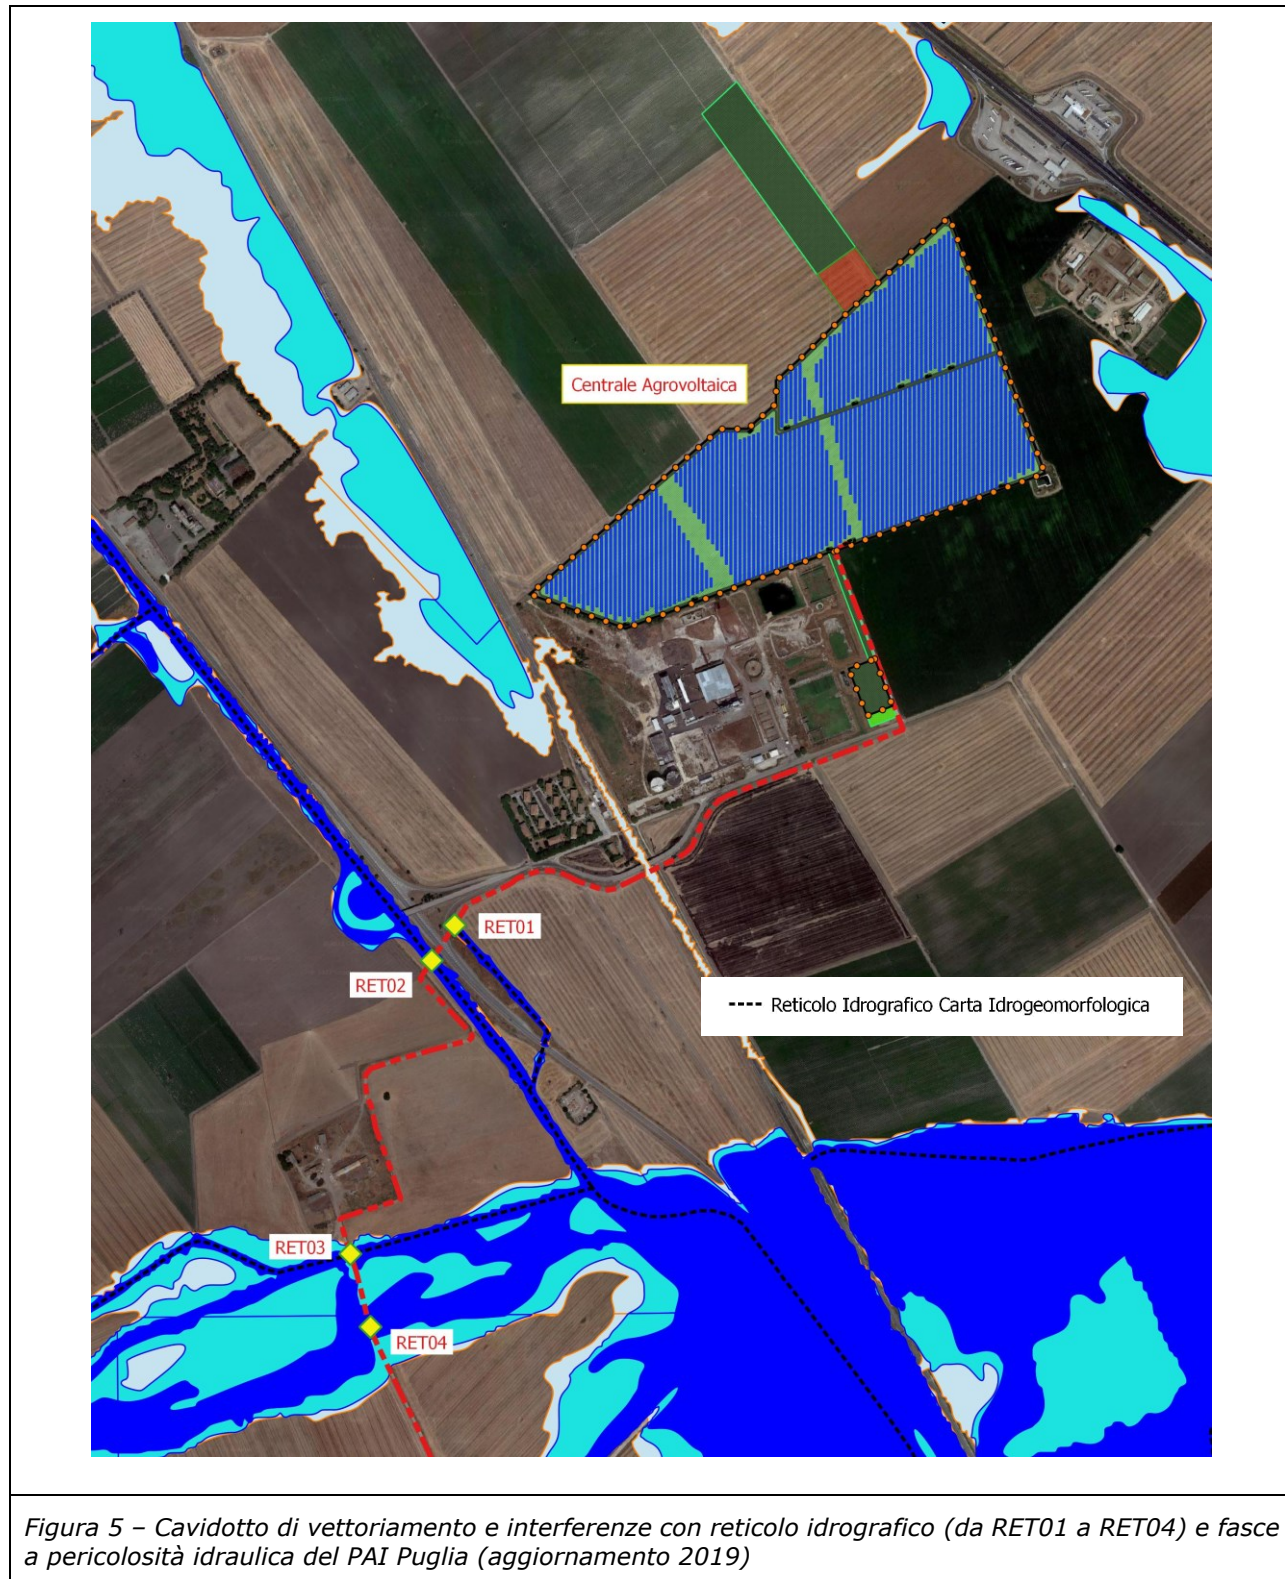 Centrale Agrovoltaica
RET01
RET02
---- Reticolo Idrografico Carta Idrogeomorfologica
RET03
RET04
Figura 5 – Cavidotto di vettoriamento e interferenze con reticolo idrografico (da RET01 a RET04) e fasce
a pericolosità idraulica del PAI Puglia (aggiornamento 2019)